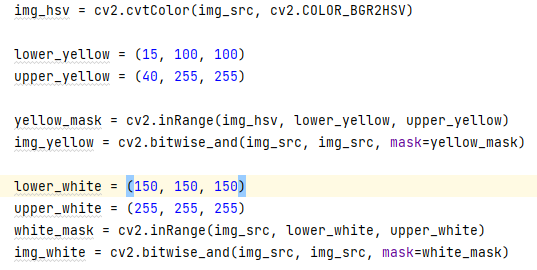 img_hsv = cv2.cvtColor(img_src, cv2.COLOR_BGR2HSV)
lower_yellow = (15, 100, 100)
upper_yellow = (40, 255, 255)
yellow_mask = cv2.inRange(img_hsv, lower_yellow, upper_yellow)
img_yellow = cv2.bitwise_and(img_src, img_src, mask=yellow_mask)
lower_white = (150, 150, 150)
upper_white = (255, 255, 255)
white_mask = cv2.inRange(img_src, lower_white, upper_white)
img_white = cv2.bitwise_and(img_src, img_src, mask=white_mask)